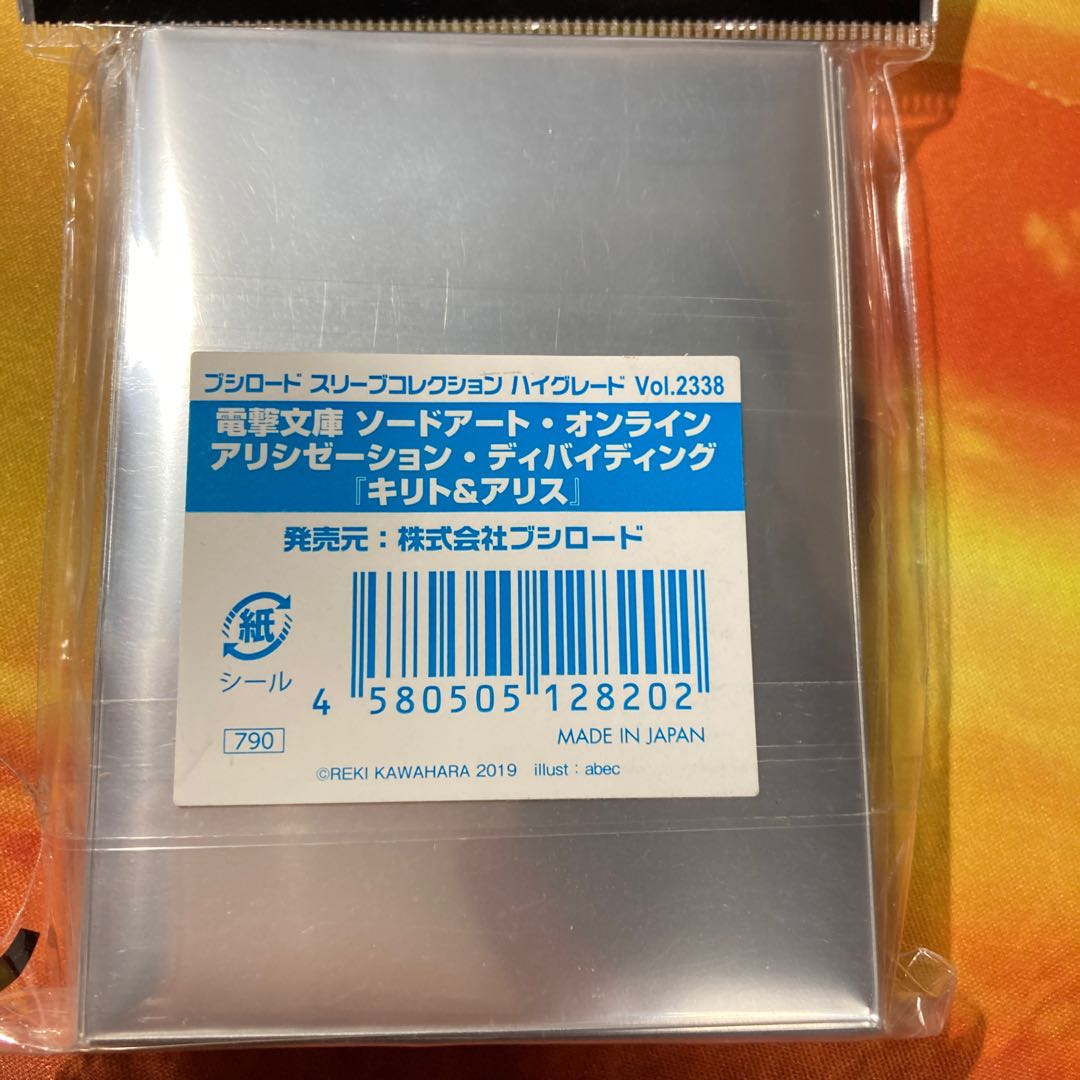 ブシロード スリーブコレクション ハイグレード Vol.2338
電撃文庫 ソードアート・オンライン
アリシゼーション・ディバイディング
『キリト&アリス』
発売元：株式会社ブシロード
紙
シール
4 580505 128202
790
MADE IN JAPAN
©REKI KAWAHARA 2019 illust：abec